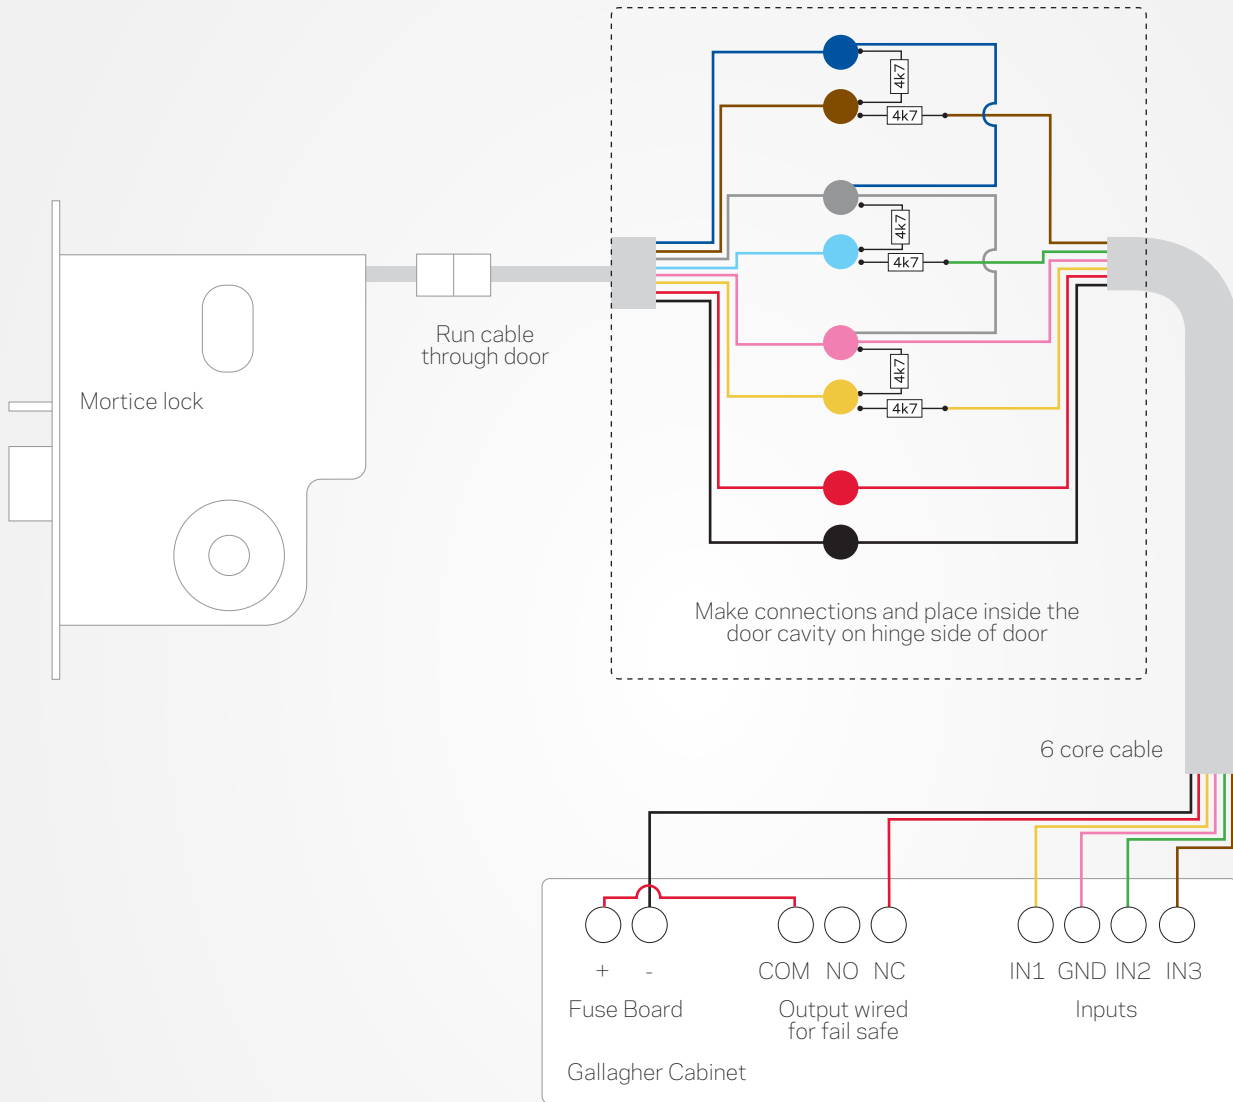 4k7
4k7
4k7
4k7
4k7
4k7
Run cable
through door
Mortice lock
Make connections and place inside the
door cavity on hinge side of door
6 core cable
+ - COM NO NC IN1 GND IN2 IN3
Fuse Board
Output wired
for fail safe
Inputs
Gallagher Cabinet